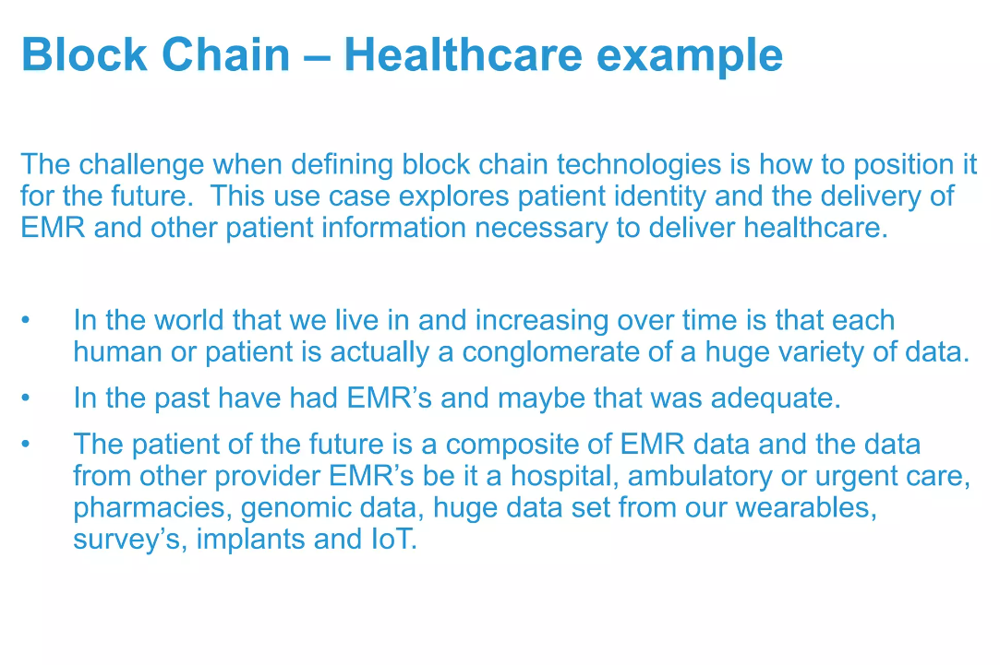 Block Chain – Healthcare example
The challenge when defining block chain technologies is how to position it
for the future.  This use case explores patient identity and the delivery of
EMR and other patient information necessary to deliver healthcare.
• In the world that we live in and increasing over time is that each
human or patient is actually a conglomerate of a huge variety of data.
• In the past have had EMR’s and maybe that was adequate.
• The patient of the future is a composite of EMR data and the data
from other provider EMR’s be it a hospital, ambulatory or urgent care,
pharmacies, genomic data, huge data set from our wearables,
survey’s, implants and IoT.